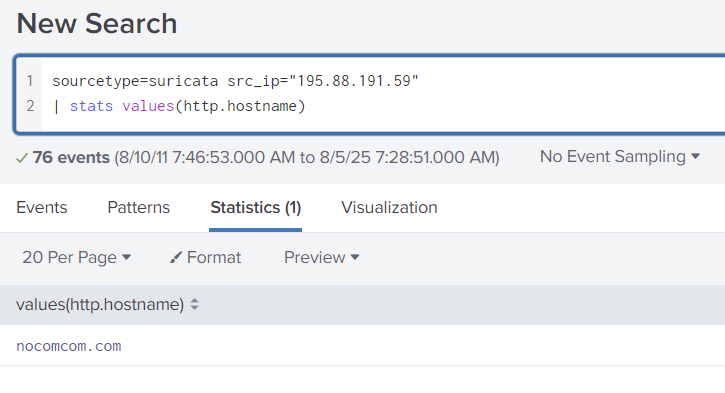 New Search
1 sourcetype=suricata src_ip="195.88.191.59"
2 | stats values(http.hostname)
✓ 76 events (8/10/11 7:46:53.000 AM to 8/5/25 7:28:51.000 AM) No Event Sampling ▾
Events Patterns Statistics (1) Visualization
20 Per Page ▾ Format Preview ▾
values(http.hostname)
nocomcom.com